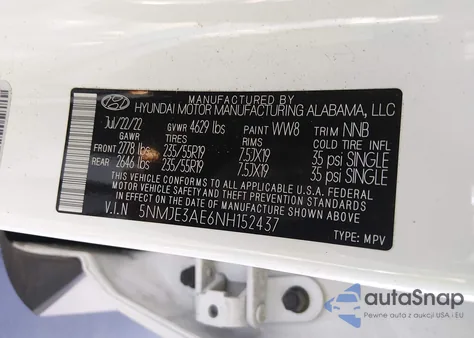 MANUFACTURED BY
HYUNDAI MOTOR MANUFACTURING ALABAMA, LLC
Jul/22/22 GVWR 4629 lbs PAINT WW8 TRIM NNB
GAWR TIRES RIMS COLD TIRE INFL
FRONT 2778 lbs 235/55R19 7.5JX19 35 psi SINGLE
REAR 2646 lbs 235/55R19 7.5JX19 35 psi SINGLE
THIS VEHICLE CONFORMS TO ALL APPLICABLE U.S.A. FEDERAL
MOTOR VEHICLE SAFETY, BUMPER, AND THEFT PREVENTION STANDARDS
IN EFFECT ON THE DATE OF MANUFACTURE SHOWN ABOVE.
V.I.N 5NMJE3AE6NH152437
TYPE: MPV
autoSnap
Pewne auta z aukcji USA i EU